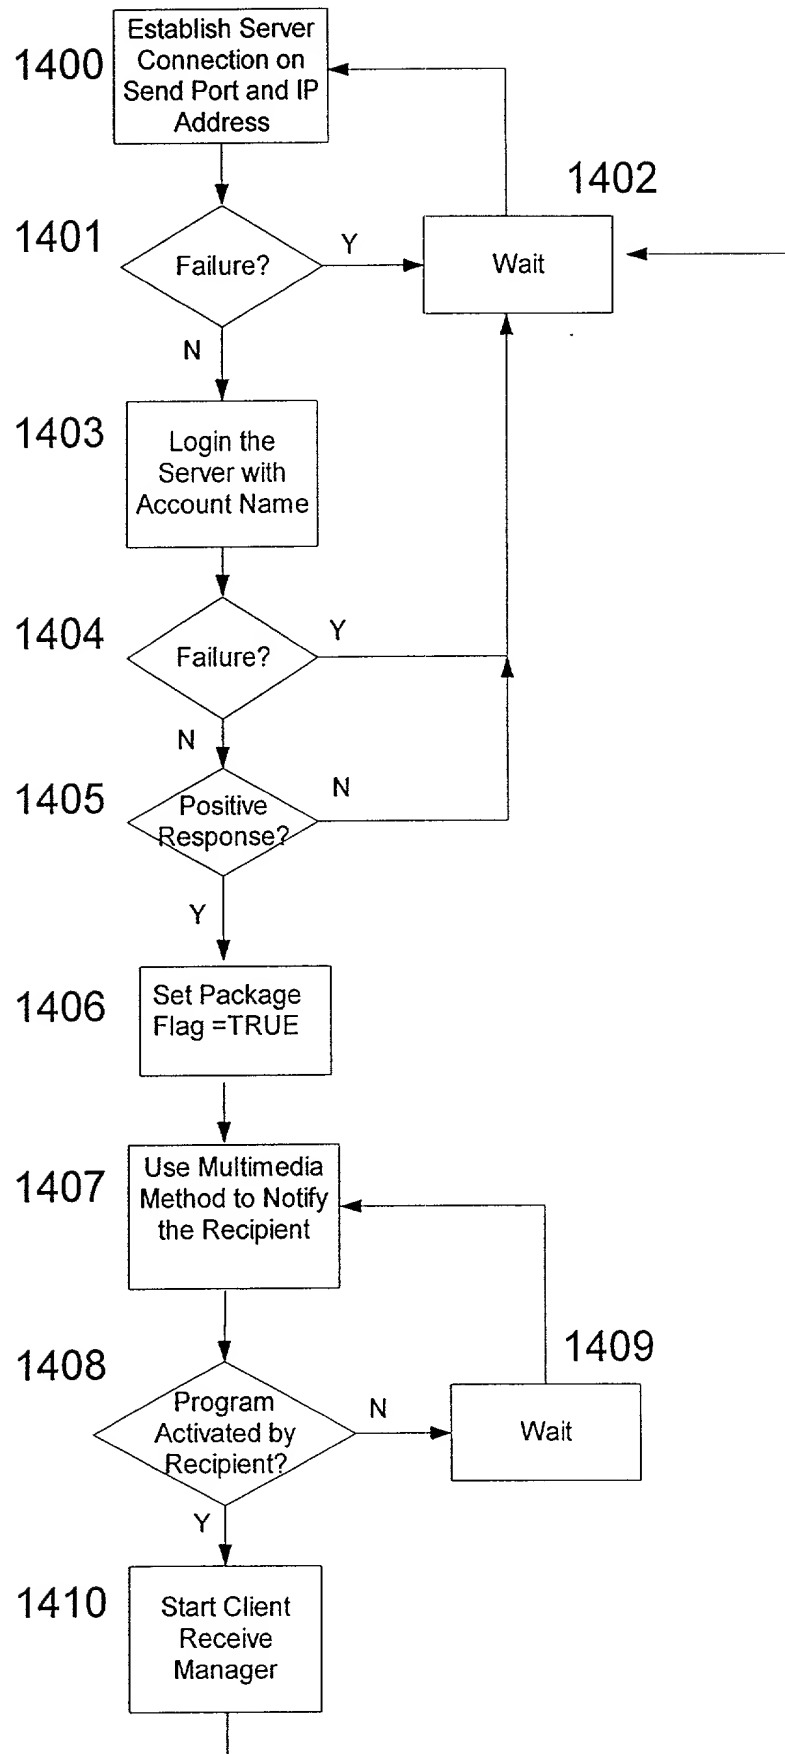 Establish Server
Connection on
Send Port and IP
Address
1400
1402
1401
Failure?
Y
Wait
N
1403
Login the
Server with
Account Name
1404
Failure?
Y
N
1405
Positive
Response?
N
Y
1406
Set Package
Flag =TRUE
1407
Use Multimedia
Method to Notify
the Recipient
1409
1408
Program
Activated by
Recipient?
N
Wait
Y
1410
Start Client
Receive
Manager